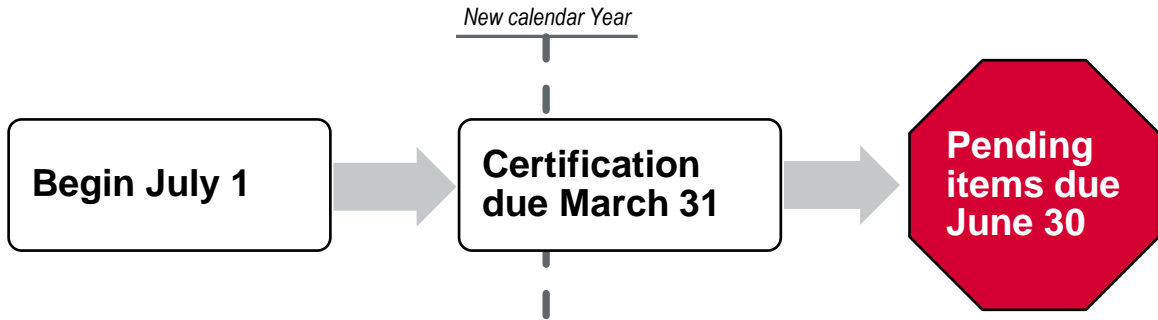 New calendar Year
Begin July 1
Certification
due March 31
Pending
items due
June 30